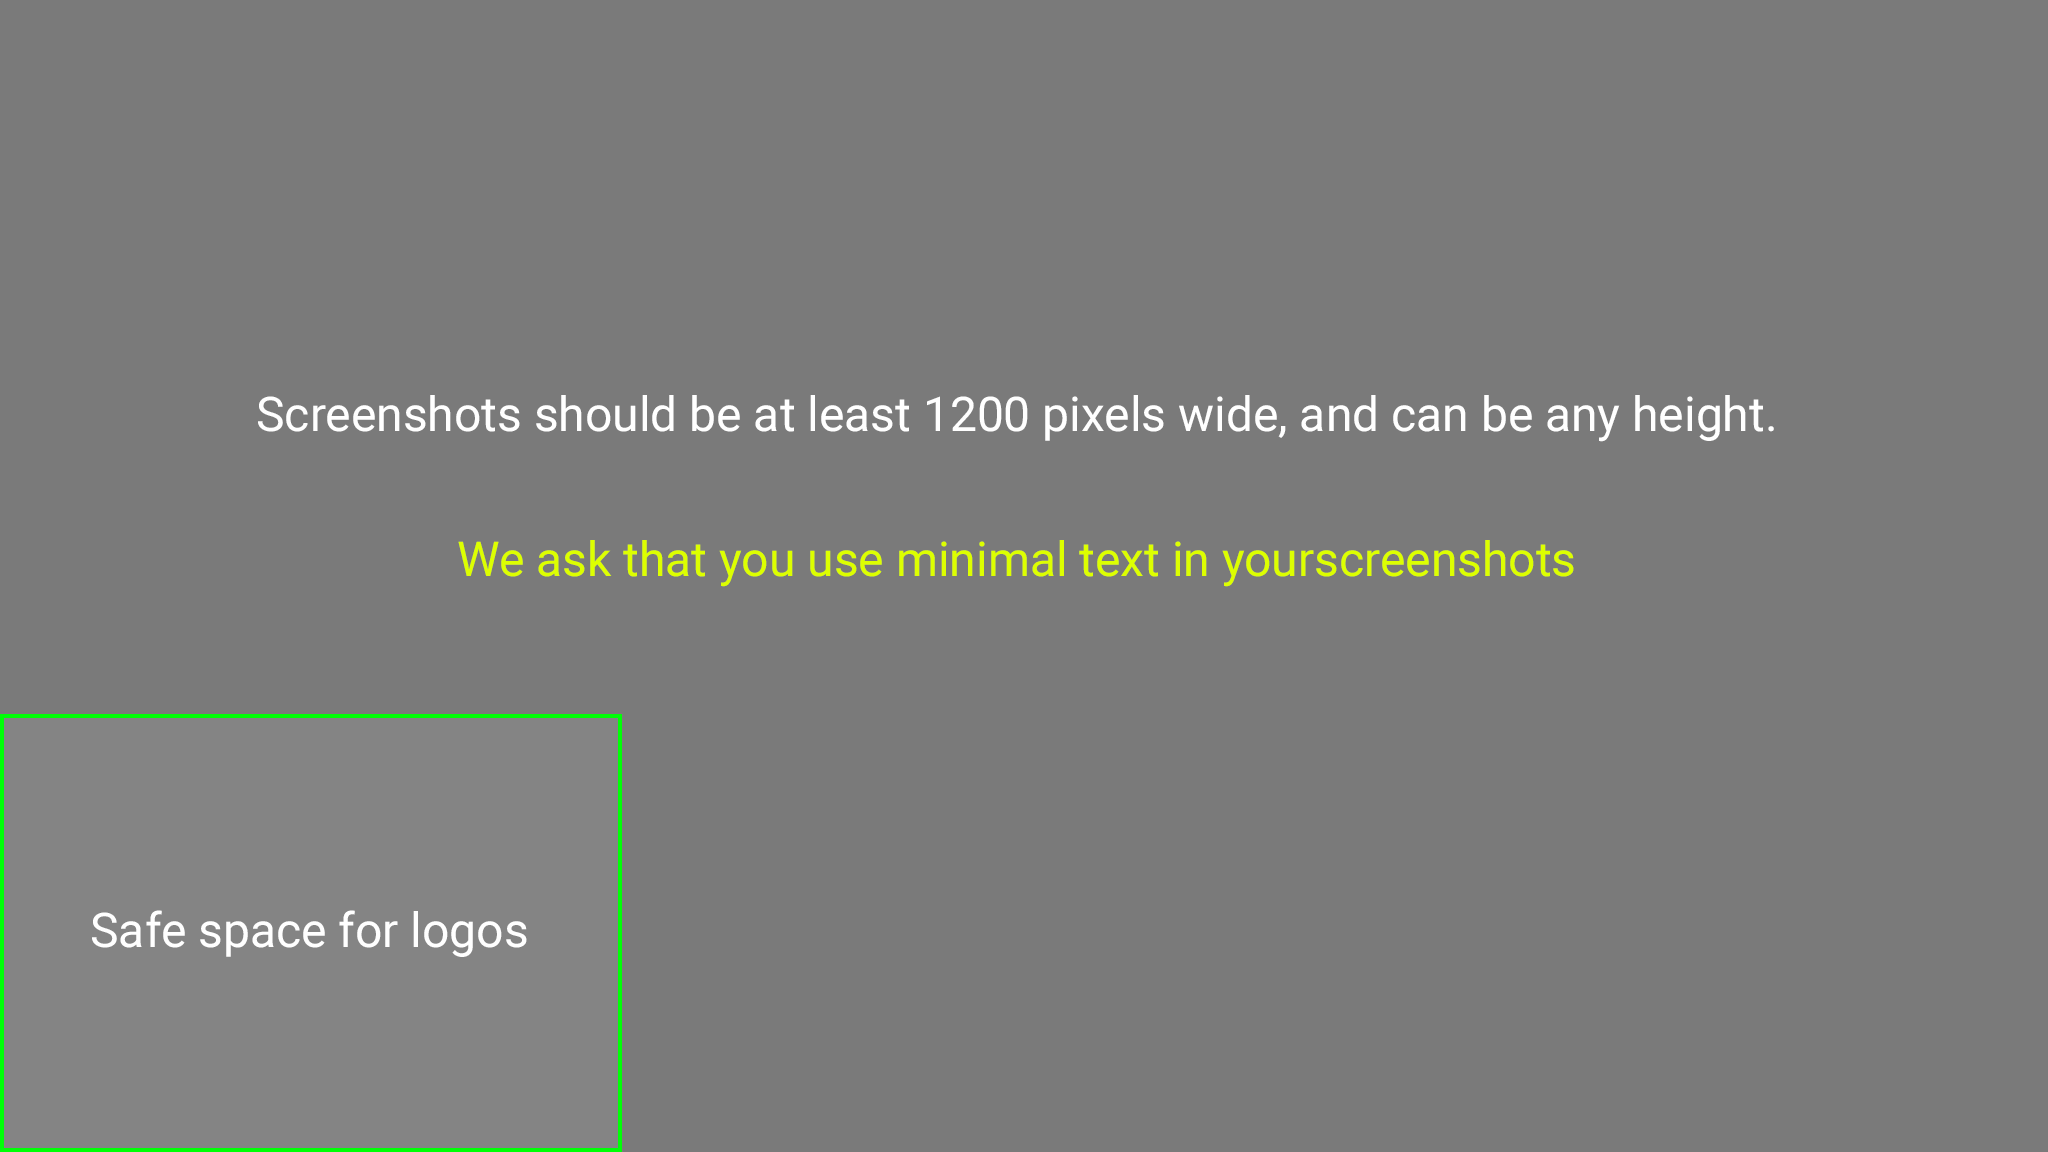 Screenshots should be at least 1200 pixels wide, and can be any height.
We ask that you use minimal text in yourscreenshots
Safe space for logos